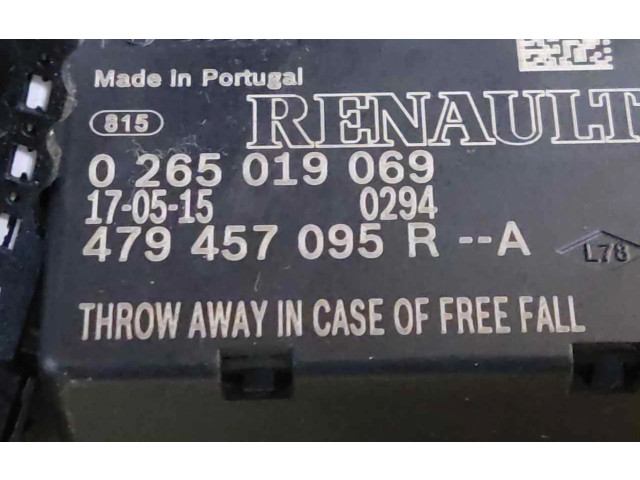 Made in Portugal
815 RENAULT
0 265 019 069
17-05-15 0294
479 457 095 R --A
L78
THROW AWAY IN CASE OF FREE FALL